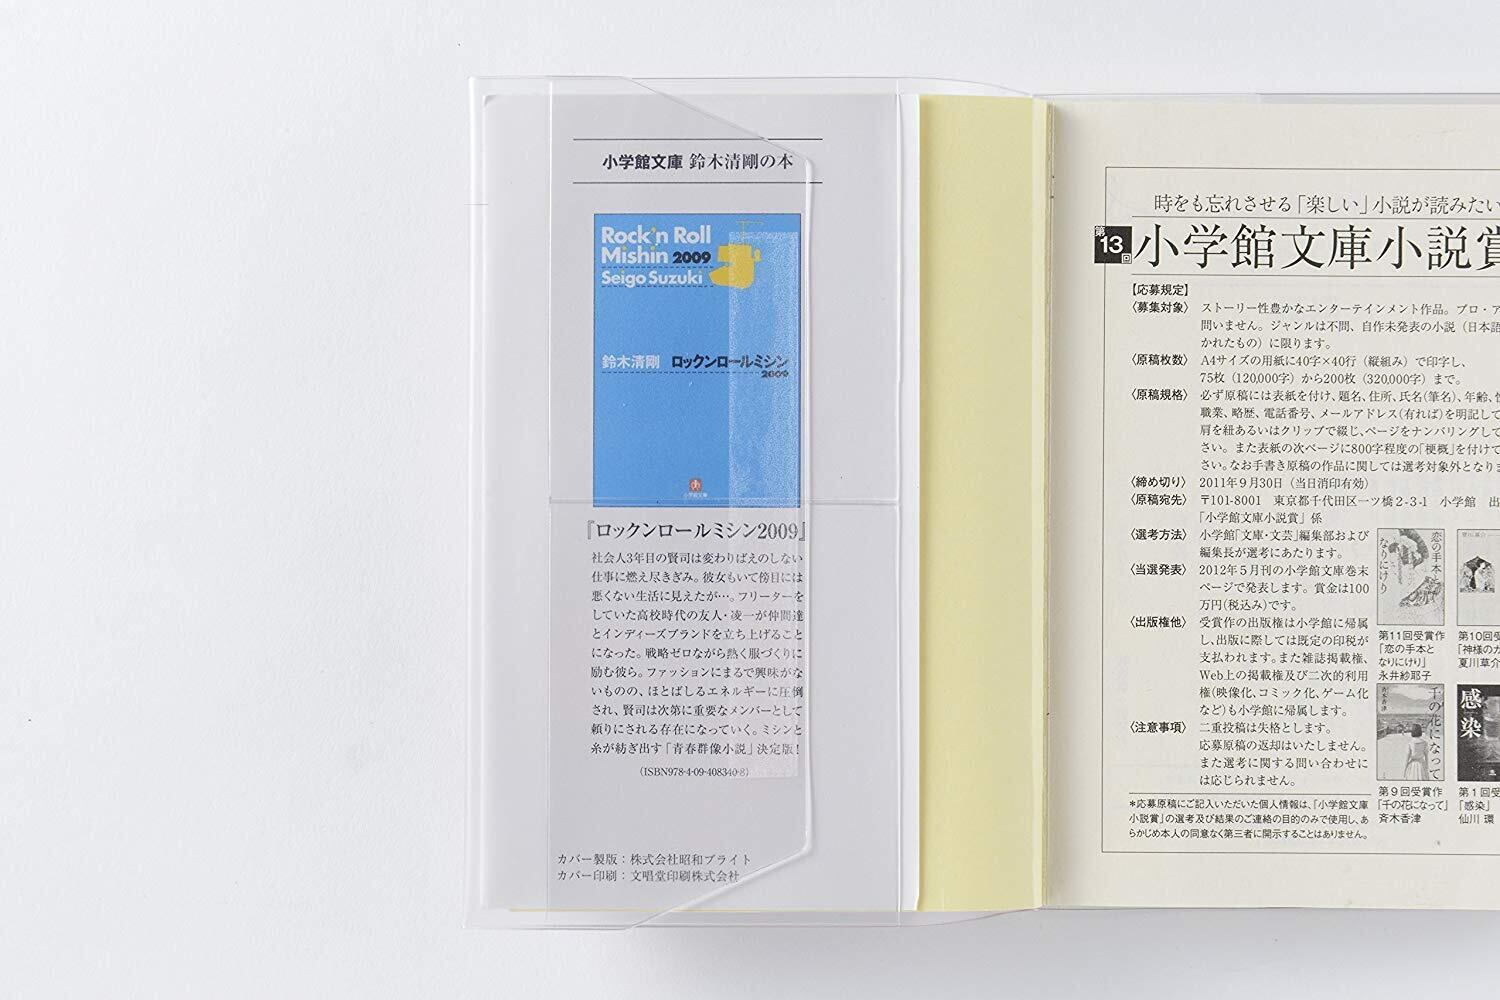 小学館文庫 鈴木清剛の本
Rock'n Roll
Mishin 2009
Seigo Suzuki
鈴木清剛 ロックンロールミシン
2009
小学館文庫
『ロックンロールミシン2009』
社会人3年目の賢司は変わりばえのしない
仕事に燃え尽きぎみ。彼女もいて傍目には
悪くない生活に見えたが…。フリーターを
していた高校時代の友人・凌一が仲間達
とインディーズブランドを立ち上げること
になった。戦略ゼロながら熱く服づくりに
励む彼ら。ファッションにまるで興味がな
いものの、ほとばしるエネルギーに圧倒
され、賢司は次第に重要なメンバーとして
頼りにされる存在になっていく。ミシンと
糸が紡ぎ出す「青春群像小説」決定版!
(ISBN978-4-09-408340-8)
カバー製版:株式会社昭和ブライト
カバー印刷:文唱堂印刷株式会社
時をも忘れさせる「楽しい」小説が読みたい
第13回 小学館文庫小説賞
【応募規定】
〈募集対象〉 ストーリー性豊かなエンターテインメント作品。プロ・ア
問いません。ジャンルは不問、自作未発表の小説(日本語
かれたもの)に限ります。
〈原稿枚数〉 A4サイズの用紙に40字×40行(縦組み)で印字し、
75枚(120,000字)から200枚(320,000字)まで。
〈原稿規格〉 必ず原稿には表紙を付け、題名、住所、氏名(筆名)、年齢、性
職業、略歴、電話番号、メールアドレス(有れば)を明記して
肩を紐あるいはクリップで綴じ、ページをナンバリングして
さい。また表紙の次ページに800字程度の「梗概」を付けて
さい。なお手書き原稿の作品に関しては選考対象外となりま
〈締め切り〉 2011年9月30日(当日消印有効)
〈原稿宛先〉 〒101-8001 東京都千代田区一ツ橋2-3-1 小学館 出
「小学館文庫小説賞」係
〈選考方法〉 小学館「文庫・文芸」編集部および
編集長が選考にあたります。
〈当選発表〉 2012年5月刊の小学館文庫巻末
ページで発表します。賞金は100
万円(税込み)です。
〈出版権他〉 受賞作の出版権は小学館に帰属
し、出版に際しては既定の印税が
支払われます。また雑誌掲載権、
Web上の掲載権及び二次的利用
権(映像化、コミック化、ゲーム化
など)も小学館に帰属します。
〈注意事項〉 二重投稿は失格とします。
応募原稿の返却はいたしません。
また選考に関する問い合わせに
は応じられません。
*応募原稿にご記入いただいた個人情報は、「小学館文庫
小説賞」の選考及び結果のご連絡の目的のみで使用し、あ
らかじめ本人の同意なく第三者に開示することはありません。
恋の手本と
なりにけり
第11回受賞作
「恋の手本と
なりにけり」
永井紗耶子
第10回
「神様のカ
夏川草介
千の花になって
斉木香津
第9回受賞作
「千の花になって」
斉木香津
感染
第1回受
「感染」
仙川 環